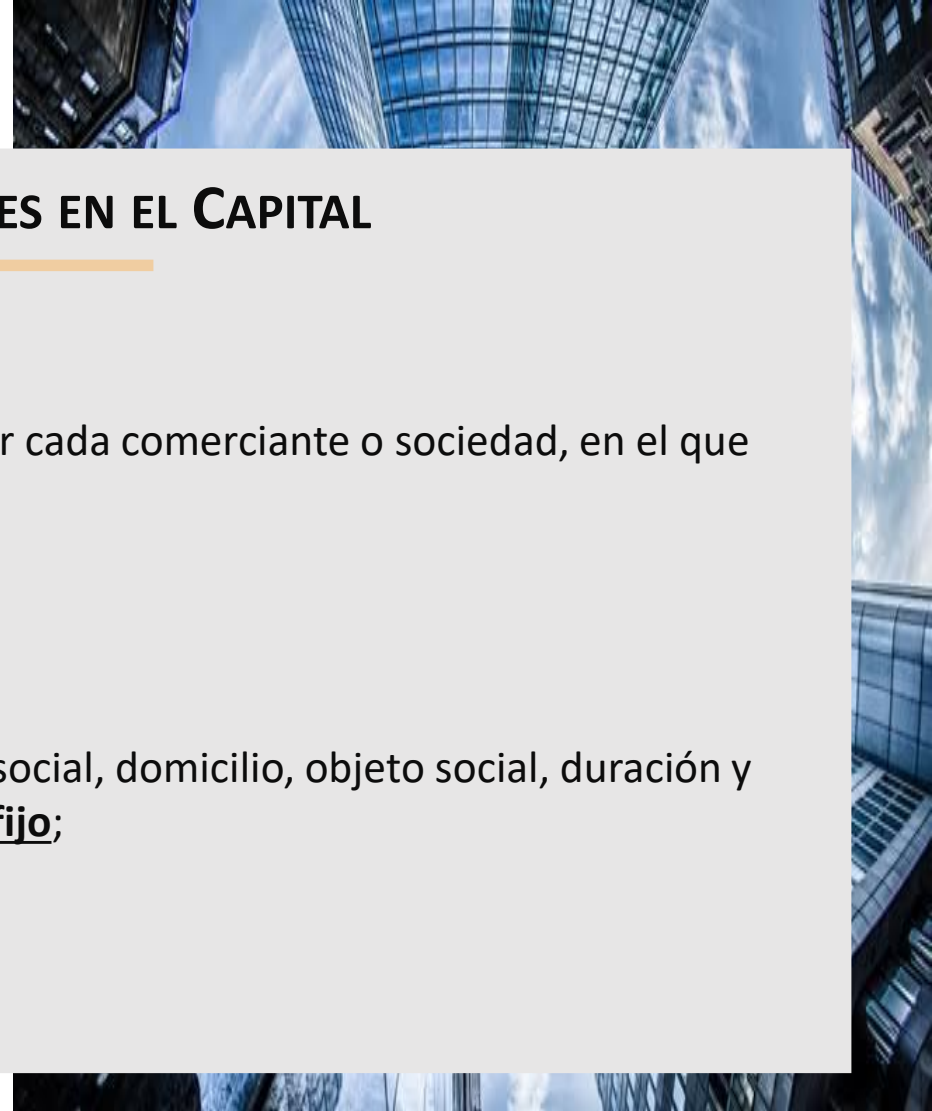 ES EN EL CAPITAL
r cada comerciante o sociedad, en el que
social, domicilio, objeto social, duración y
fijo;